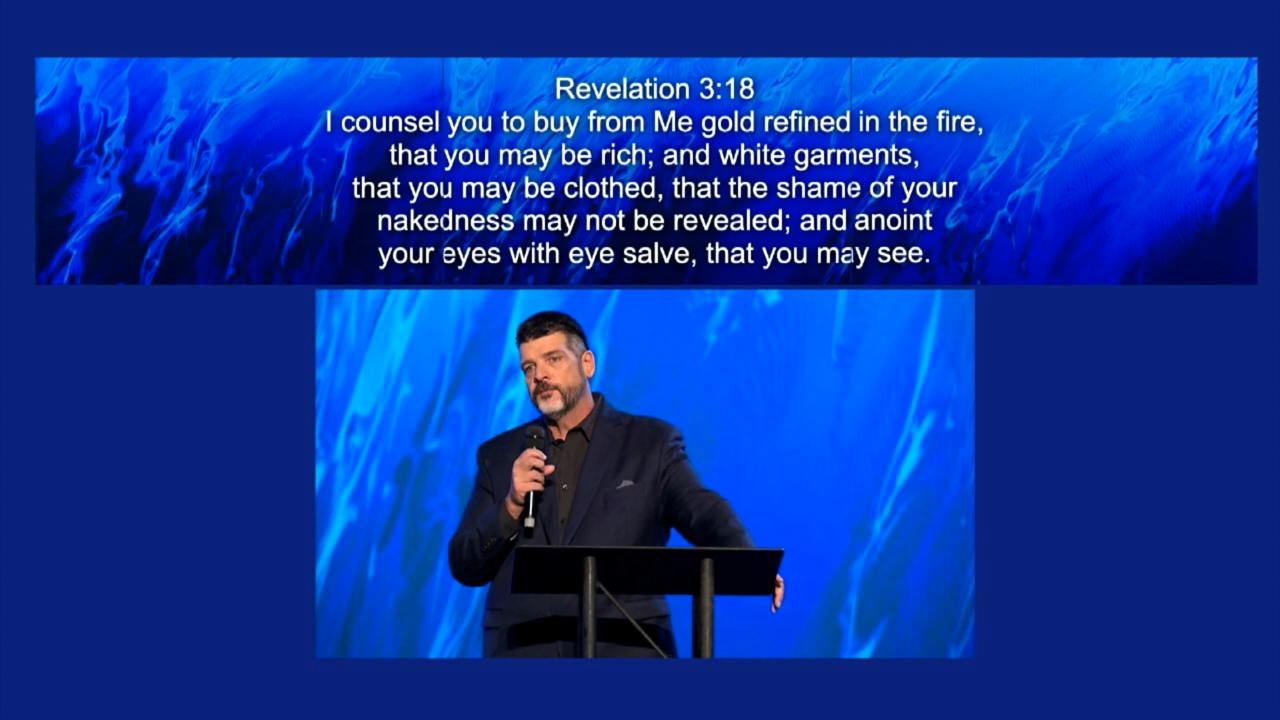 Revelation 3:18
I counsel you to buy from Me gold refined in the fire,
that you may be rich; and white garments,
that you may be clothed, that the shame of your
nakedness may not be revealed; and anoint
your eyes with eye salve, that you may see.